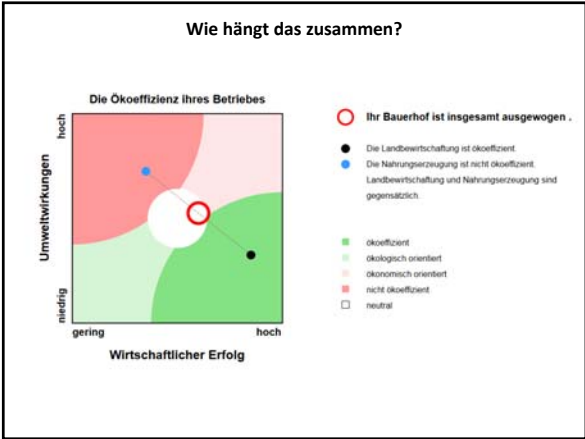 Wie hängt das zusammen?
Die Ökoeffizienz ihres Betriebes
hoch
Umweltwirkungen
niedrig
gering
hoch
Wirtschaftlicher Erfolg
Ihr Bauerhof ist insgesamt ausgewogen .
Die Landbewirtschaftung ist ökoeffizient.
Die Nahrungserzeugung ist nicht ökoeffizient.
Landbewirtschaftung und Nahrungserzeugung sind
gegensätzlich.
ökoeffizient
ökologisch orientiert
ökonomisch orientiert
nicht ökoeffizient
neutral